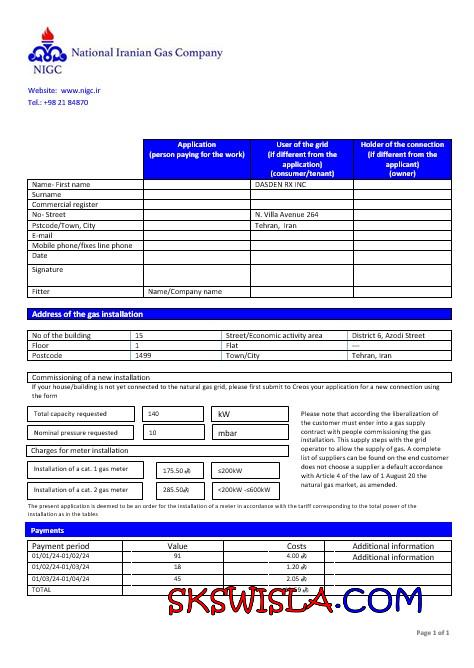 National Iranian Gas Company
NIGC
Website: www.nigc.ir
Tel.: +98 21 84870
Application (person paying for the work) User of the grid (if different from the application) (consumer/tenant) Holder of the connection (if different from the applicant) (owner)
Name- First name DASDEN RX INC
Surname
Commercial register
No- Street N. Villa Avenue 264
Pstcode/Town, City Tehran, Iran
E-mail
Mobile phone/fixes line phone
Date
Signature
Fitter Name/Company name
Address of the gas installation
No of the building 15 Street/Economic activity area District 6, Azodi Street
Floor 1 Flat ---
Postcode 1499 Town/City Tehran, Iran
Commissioning of a new installation
If your house/building is not yet connected to the natural gas grid, please first submit to Creos your application for a new connection using
the form
Total capacity requested 140 kW
Nominal pressure requested 10 mbar
Charges for meter installation
Installation of a cat. 1 gas meter 175.50 ≤200kW
Installation of a cat. 2 gas meter 285.50 <200kW -≤600kW
Please note that according the liberalization of
the customer must enter into a gas supply
contract with people commissioning the gas
installation. This supply steps with the grid
operator to allow the supply of gas. A complete
list of suppliers can be found on the end customer
does not choose a supplier a default accordance
with Article 4 of the law of 1 August 20 the
natural gas market, as amended.
The present application is deemed to be an order for the installation of a meter in accordance with the tariff corresponding to the total power of the
installation as in the tables
Payments
Payment period Value Costs Additional information
01/01/24-01/02/24 91 4.00 Additional information
01/02/24-01/03/24 18 1.20
01/03/24-01/04/24 45 2.05
TOTAL
SKSWISLA.COM
Page 1 of 1